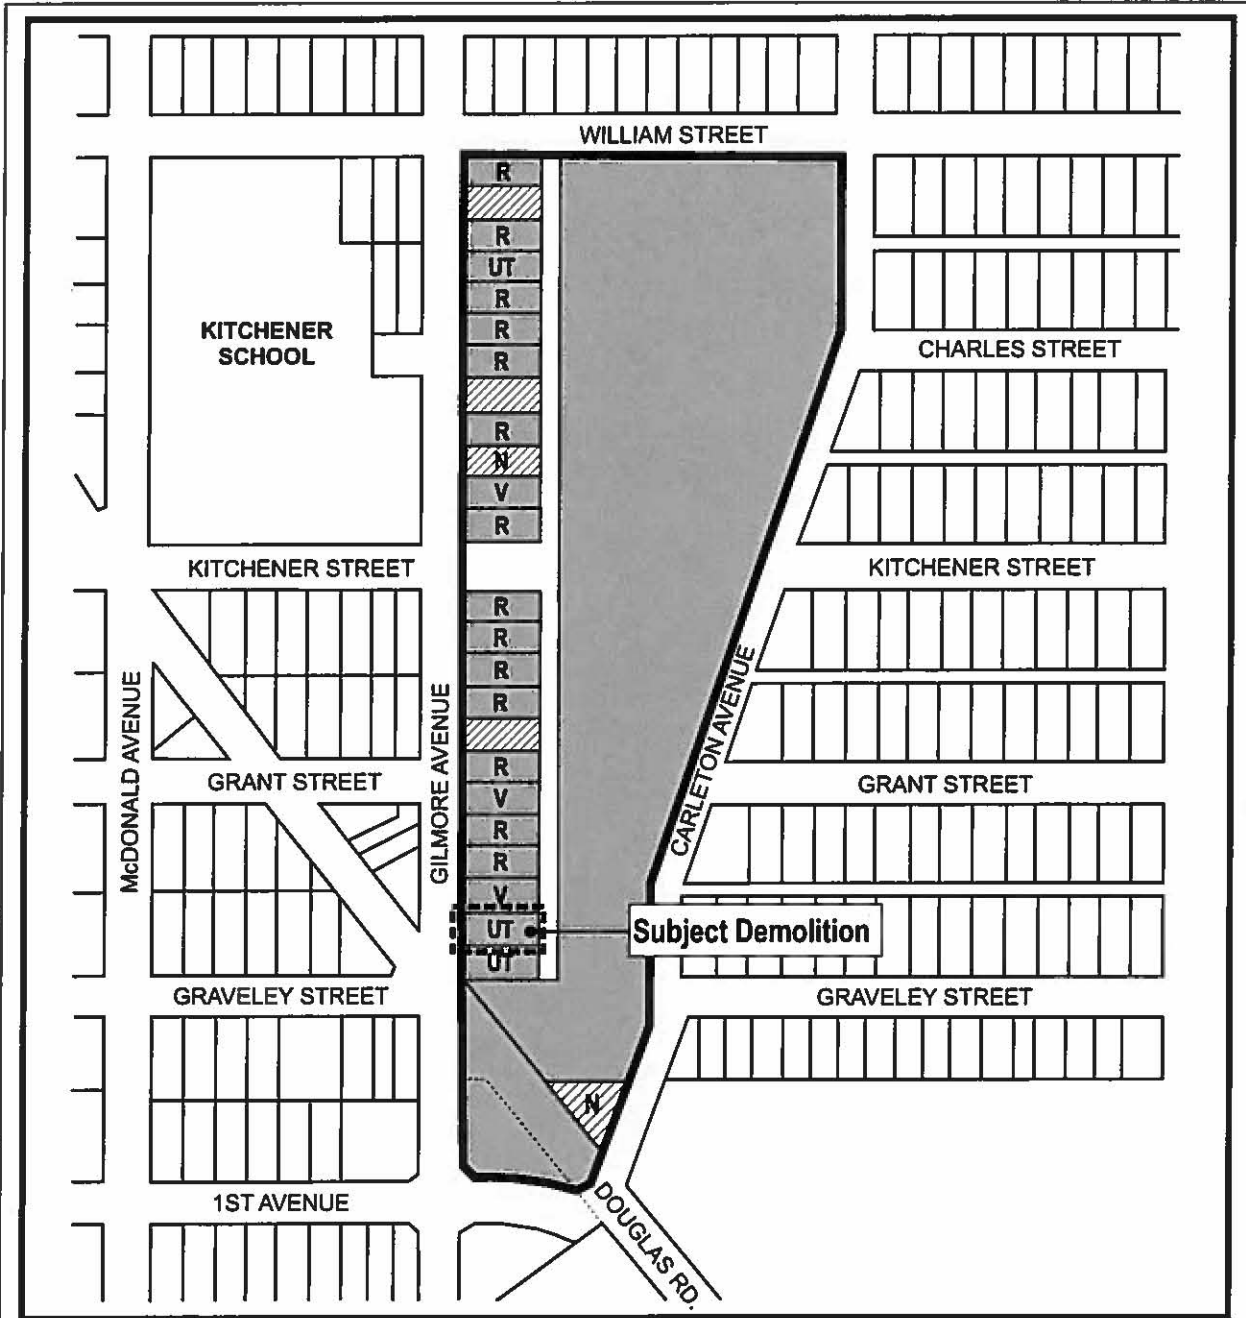 WILLIAM STREET
R
R
UT
R
R
R
R
N
V
R
KITCHENER
SCHOOL
CHARLES STREET
KITCHENER STREET
KITCHENER STREET
R
R
R
R
R
V
R
R
V
UT
UT
McDONALD AVENUE
GILMORE AVENUE
CARLETON AVENUE
GRANT STREET
GRANT STREET
Subject Demolition
GRAVELEY STREET
GRAVELEY STREET
N
1ST AVENUE
DOUGLAS RD.